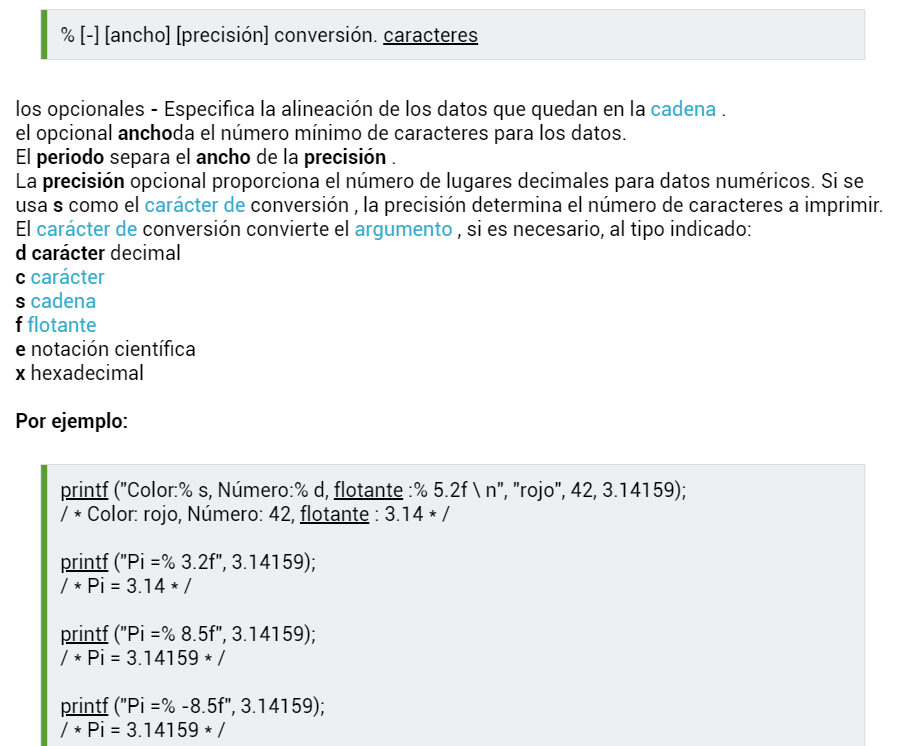 % [-] [ancho] [precisión] conversión. caracteres
los opcionales - Especifica la alineación de los datos que quedan en la cadena .
el opcional anchoda el número mínimo de caracteres para los datos.
El periodo separa el ancho de la precisión .
La precisión opcional proporciona el número de lugares decimales para datos numéricos. Si se
usa s como el carácter de conversión , la precisión determina el número de caracteres a imprimir.
El carácter de conversión convierte el argumento , si es necesario, al tipo indicado:
d carácter decimal
c carácter
s cadena
f flotante
e notación científica
x hexadecimal
Por ejemplo:
printf ("Color:% s, Número:% d, flotante :% 5.2f \ n", "rojo", 42, 3.14159);
/ * Color: rojo, Número: 42, flotante : 3.14 * /
printf ("Pi =% 3.2f", 3.14159);
/ * Pi = 3.14 * /
printf ("Pi =% 8.5f", 3.14159);
/ * Pi = 3.14159 * /
printf ("Pi =% -8.5f", 3.14159);
/ * Pi = 3.14159 * /